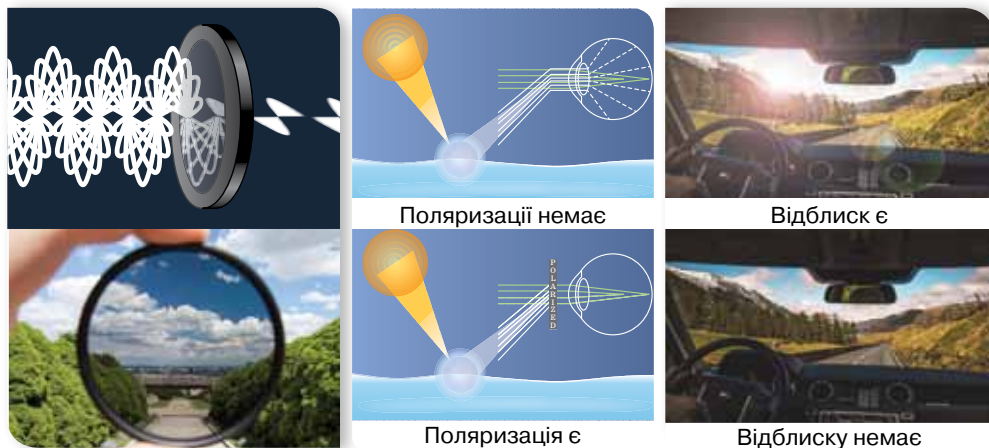 Поляризації немає
Відблиск є
POLARIZED
Поляризація є
Відблиску немає